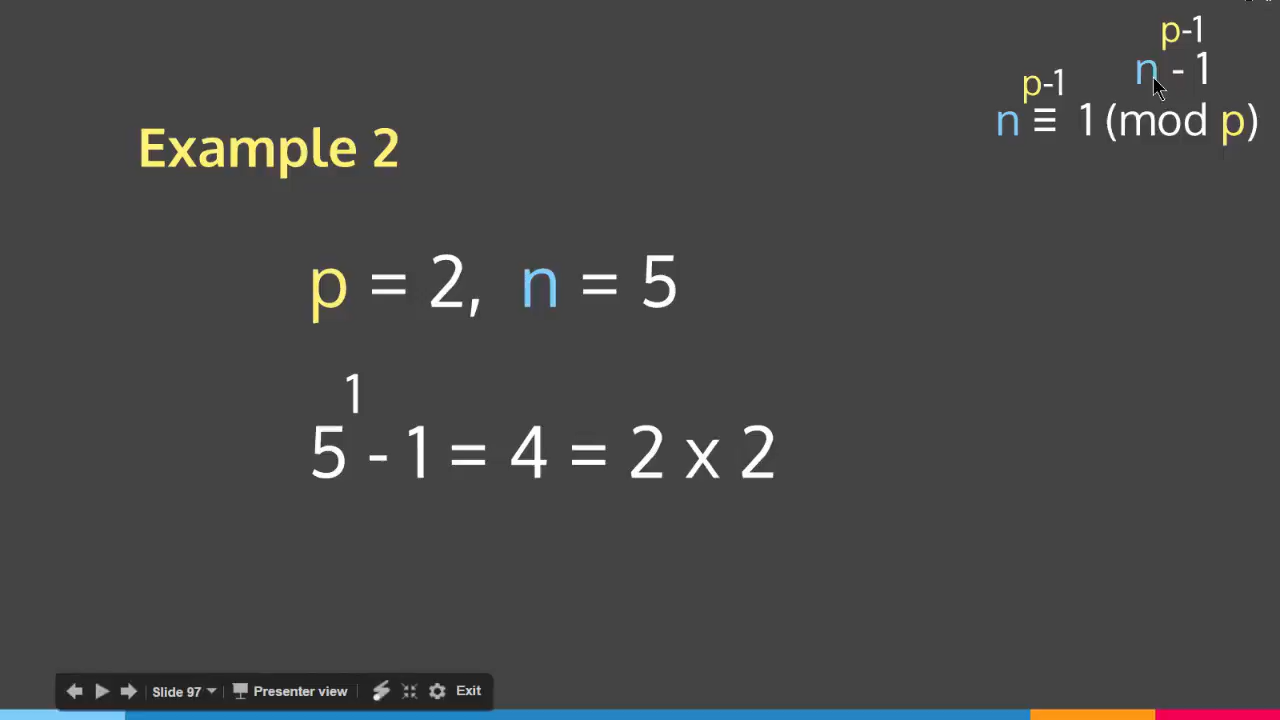 p-1
n - 1
p-1
n ≡ 1 (mod p)
Example 2
p = 2, n = 5
1
5 - 1 = 4 = 2 x 2
Slide 97 Presenter view Exit